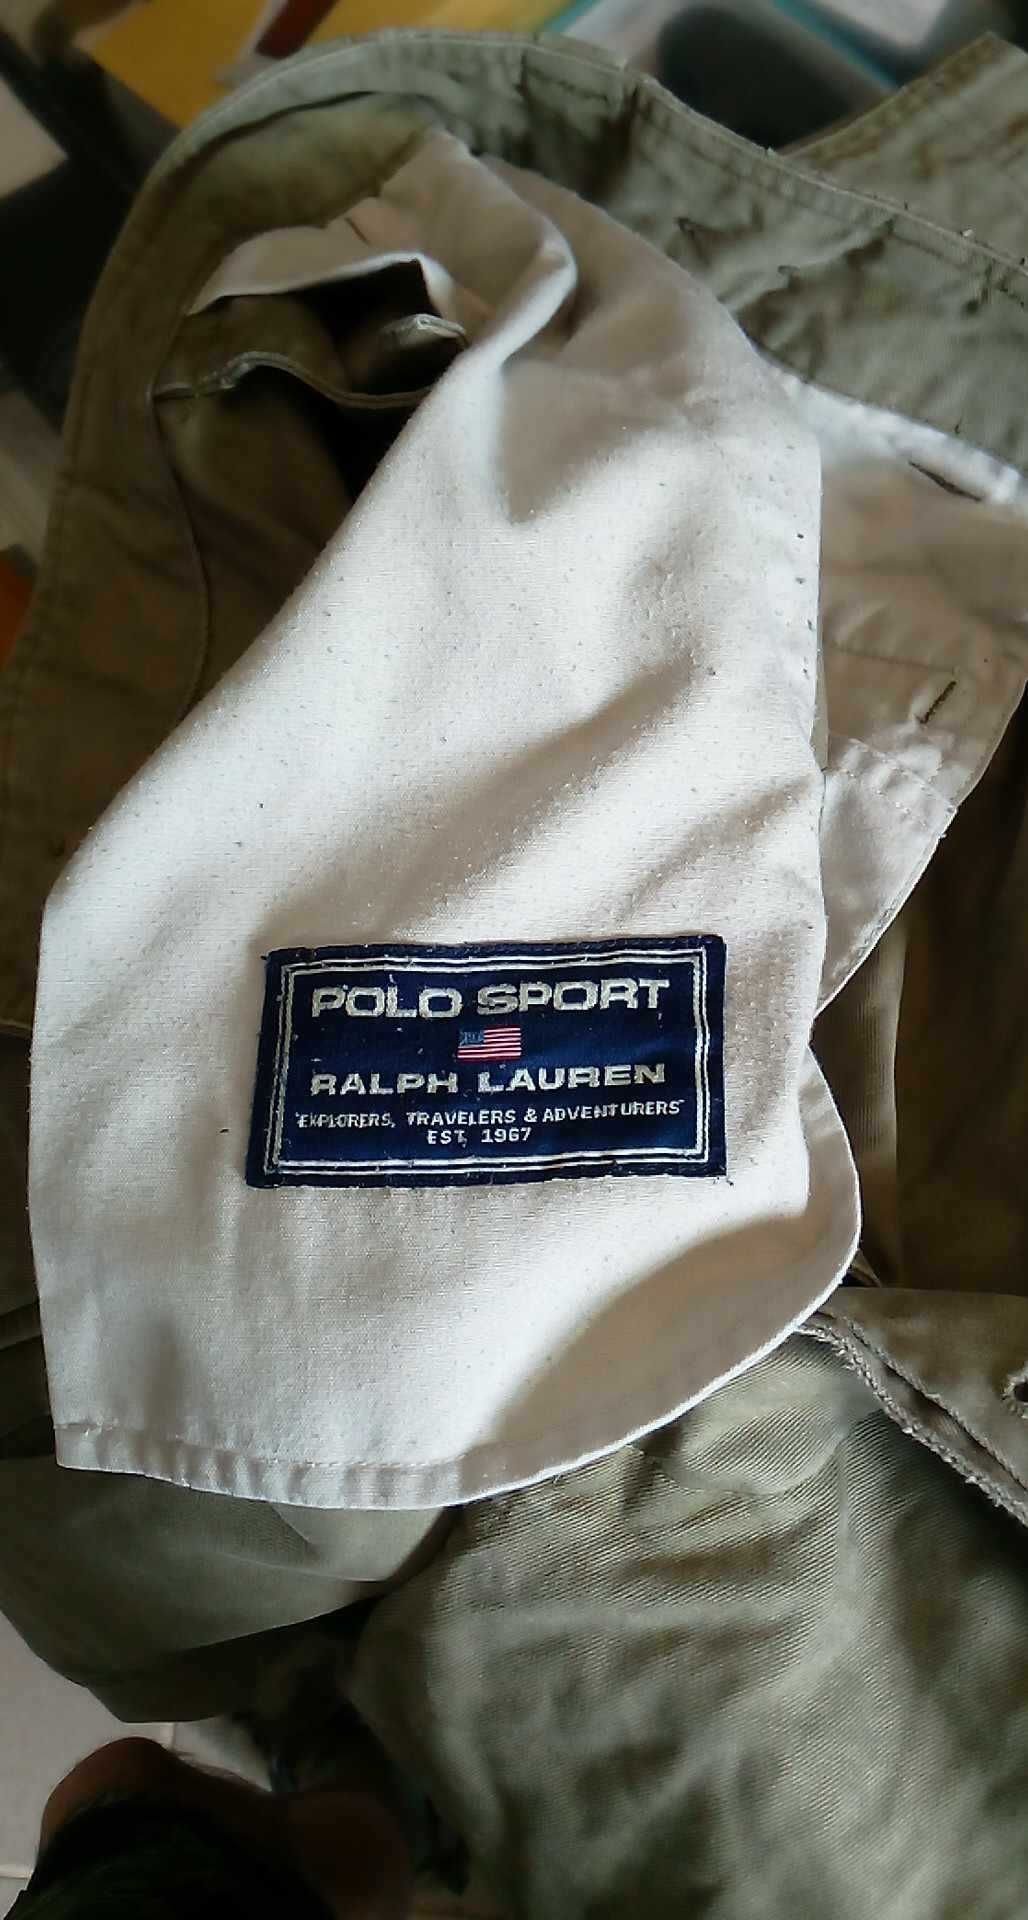 POLO SPORT
RALPH LAUREN
"EXPLORERS, TRAVELERS & ADVENTURERS"
EST. 1967